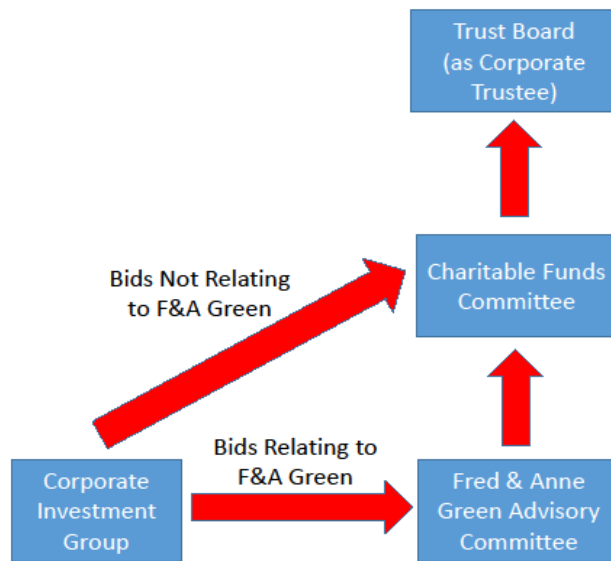 Trust Board
(as Corporate
Trustee)
Bids Not Relating
to F&A Green
Charitable Funds
Committee
Bids Relating to
F&A Green
Corporate
Investment
Group
Fred & Anne
Green Advisory
Committee